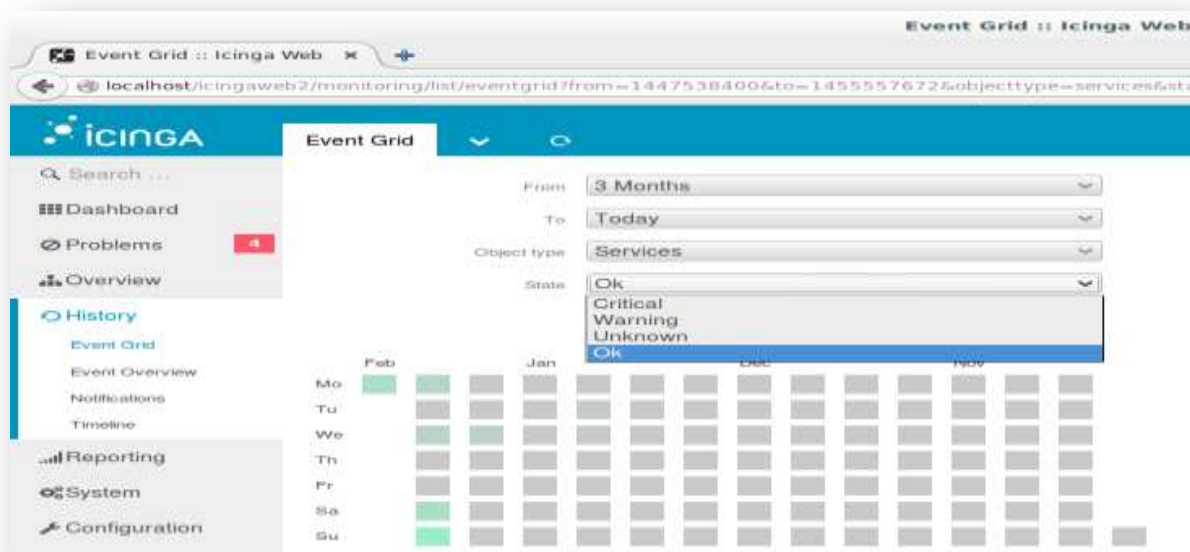 Event Grid :: Icinga Web
Event Grid :: Icinga Web
localhost/icingaweb2/monitoring/list/eventgrid?from=1447538400&to=1455557672&objecttype=services&sta
icinga
Event Grid
Search ...
Dashboard
Problems
4
Overview
History
Event Grid
Event Overview
Notifications
Timeline
Reporting
System
Configuration
From
3 Months
To
Today
Object type
Services
State
Ok
Critical
Warning
Unknown
Ok
Feb
Jan
Dec
Nov
Mo
Tu
We
Th
Fr
Sa
Su